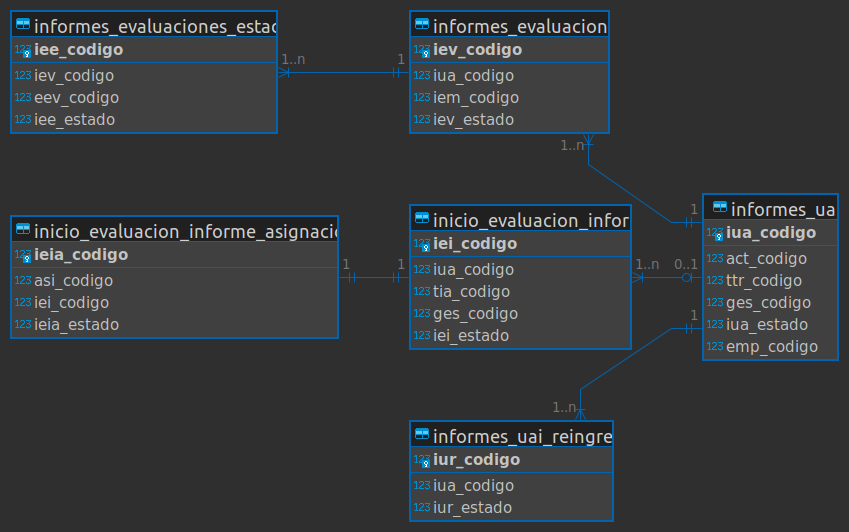 informes_evaluaciones_estad
123 iee_codigo
123 iev_codigo
123 eev_codigo
123 iee_estado
1..n
1
informes_evaluacion
123 iev_codigo
123 iua_codigo
123 iem_codigo
123 iev_estado
1..n
1
informes_ua
123 iua_codigo
123 act_codigo
123 ttr_codigo
123 ges_codigo
123 iua_estado
123 emp_codigo
inicio_evaluacion_informe_asignacio
123 ieia_codigo
123 asi_codigo
123 iei_codigo
123 ieia_estado
1
1
inicio_evaluacion_infor
123 iei_codigo
123 iua_codigo
123 tia_codigo
123 ges_codigo
123 iei_estado
1..n
0..1
1
1..n
informes_uai_reingre
123 iur_codigo
123 iua_codigo
123 iur_estado